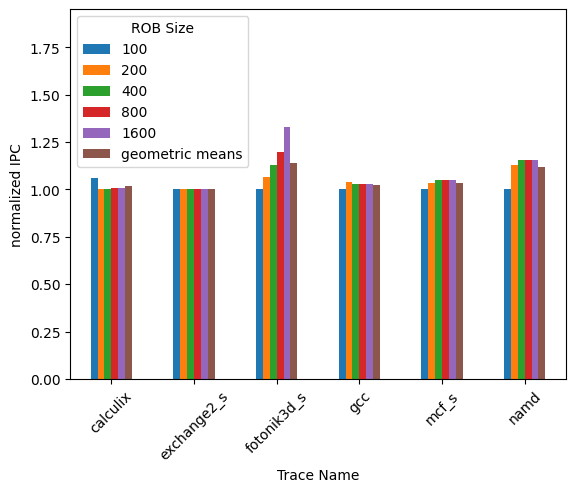 ROB Size
100
200
400
800
1600
geometric means
normalized IPC
1.75
1.50
1.25
1.00
0.75
0.50
0.25
0.00
calculix
exchange2_s
fotonik3d_s
gcc
mcf_s
namd
Trace Name